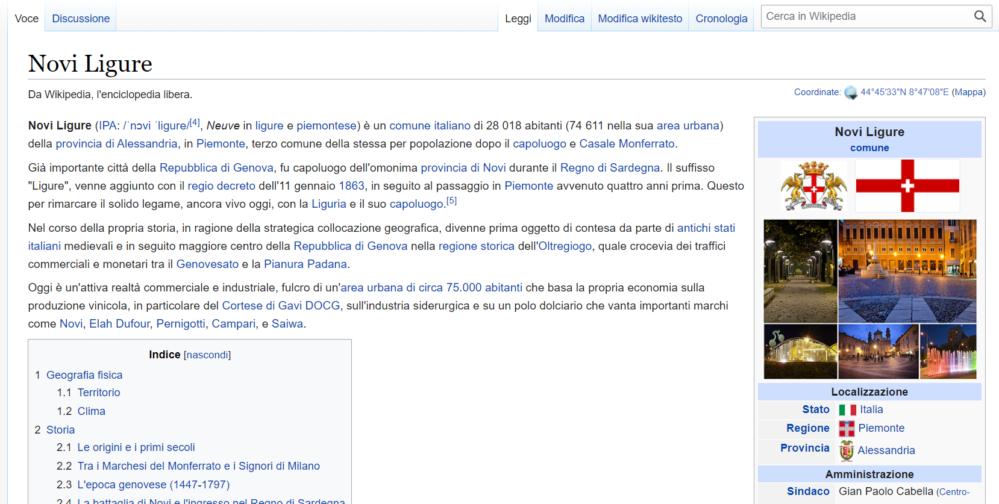 Voce Discussione Leggi Modifica Modifica wikitesto Cronologia Cerca in Wikipedia
Novi Ligure
Da Wikipedia, l'enciclopedia libera.
Coordinate: 44°45′33″N 8°47′08″E (Mappa)
Novi Ligure (IPA: /ˈnɔvi ˈligure/[4], Neuve in ligure e piemontese) è un comune italiano di 28 018 abitanti (74 611 nella sua area urbana)
della provincia di Alessandria, in Piemonte, terzo comune della stessa per popolazione dopo il capoluogo e Casale Monferrato.
Già importante città della Repubblica di Genova, fu capoluogo dell'omonima provincia di Novi durante il Regno di Sardegna. Il suffisso
"Ligure", venne aggiunto con il regio decreto dell'11 gennaio 1863, in seguito al passaggio in Piemonte avvenuto quattro anni prima. Questo
per rimarcare il solido legame, ancora vivo oggi, con la Liguria e il suo capoluogo.[5]
Nel corso della propria storia, in ragione della strategica collocazione geografica, divenne prima oggetto di contesa da parte di antichi stati
italiani medievali e in seguito maggiore centro della Repubblica di Genova nella regione storica dell'Oltregiogo, quale crocevia dei traffici
commerciali e monetari tra il Genovesato e la Pianura Padana.
Oggi è un'attiva realtà commerciale e industriale, fulcro di un'area urbana di circa 75.000 abitanti che basa la propria economia sulla
produzione vinicola, in particolare del Cortese di Gavi DOCG, sull'industria siderurgica e su un polo dolciario che vanta importanti marchi
come Novi, Elah Dufour, Pernigotti, Campari, e Saiwa.
Indice [nascondi]
1 Geografia fisica
1.1 Territorio
1.2 Clima
2 Storia
2.1 Le origini e i primi secoli
2.2 Tra i Marchesi del Monferrato e i Signori di Milano
2.3 L'epoca genovese (1447-1797)
2.4 La battaglia di Novi e l'ingresso nel Regno di Sardegna
Novi Ligure
comune
Localizzazione
Stato Italia
Regione Piemonte
Provincia Alessandria
Amministrazione
Sindaco Gian Paolo Cabella (Centro-